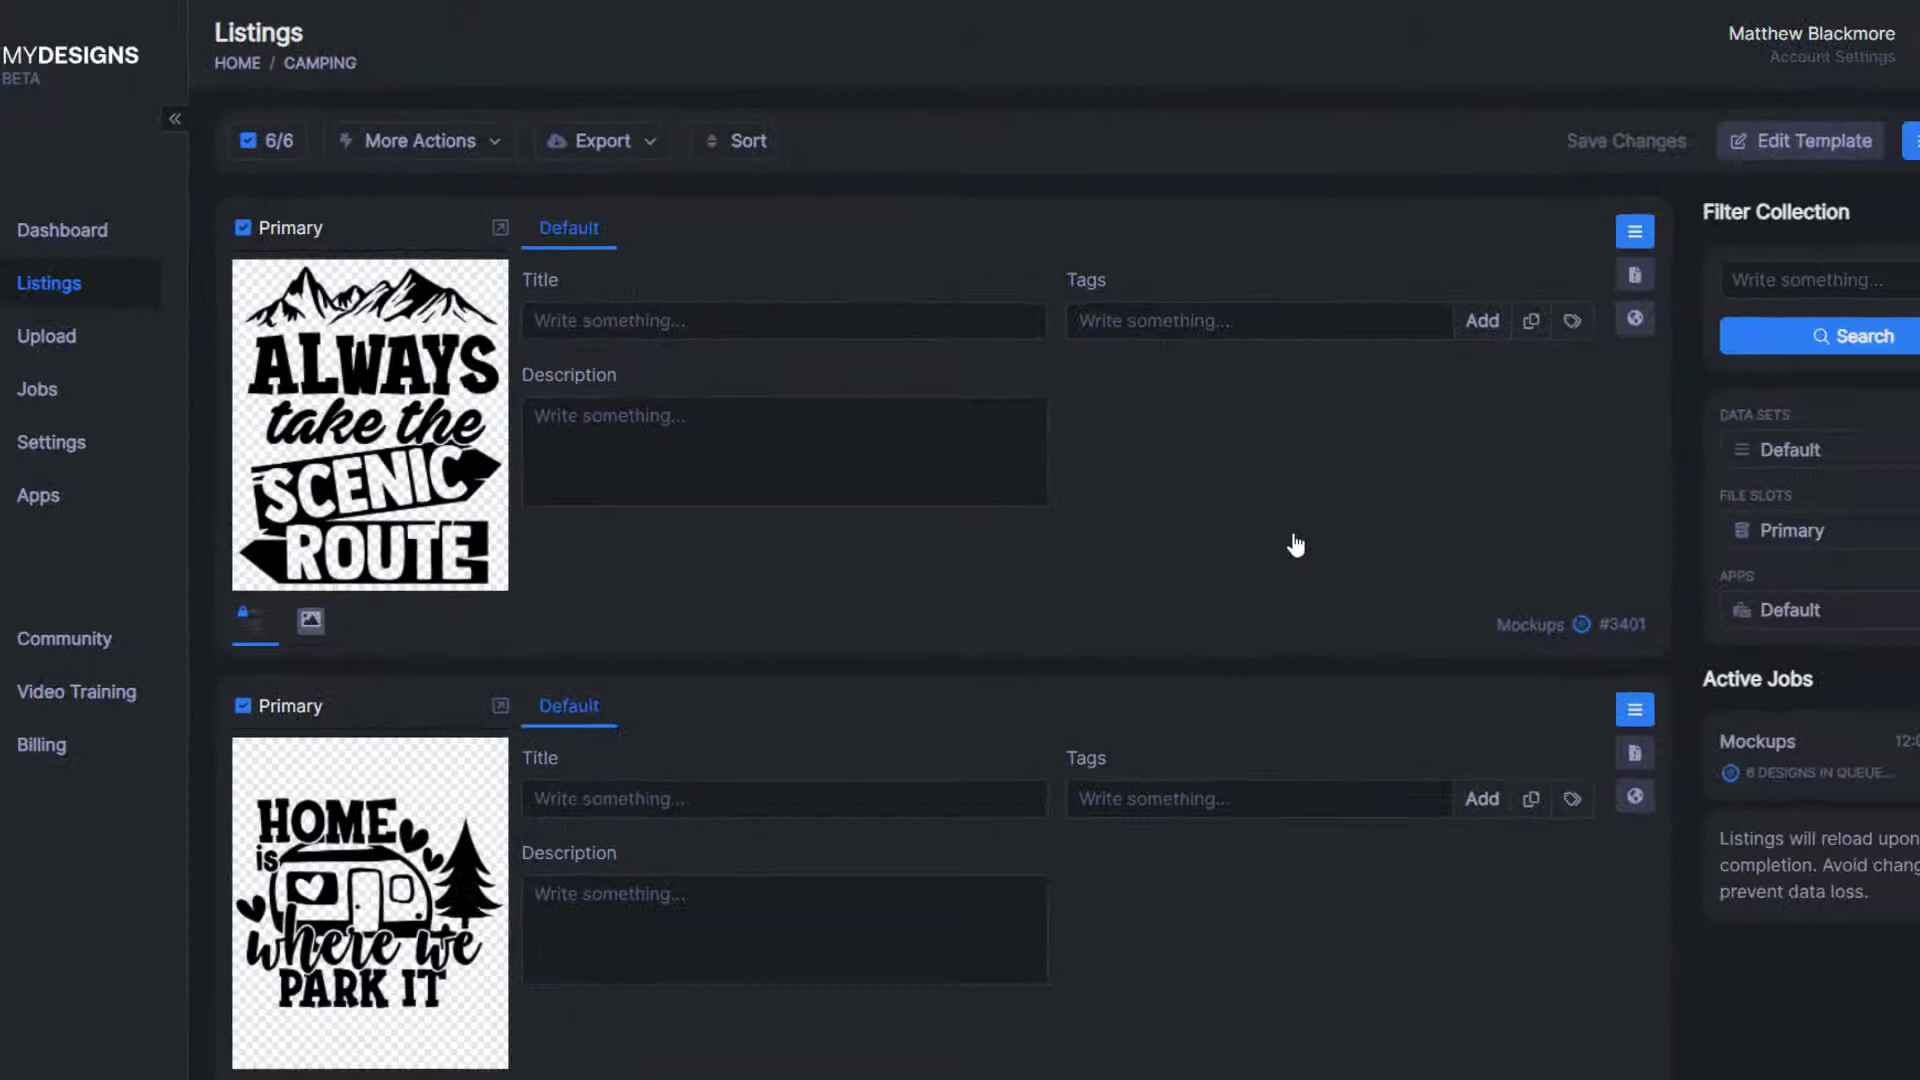 MYDESIGNS
BETA
Listings
HOME / CAMPING
Matthew Blackmore
Account Settings
6/6
More Actions
Export
Sort
Save Changes
Edit Template
Dashboard
Listings
Upload
Jobs
Settings
Apps
Community
Video Training
Billing
Primary
Default
Title
Write something...
Tags
Write something...
Add
Description
Write something...
ALWAYS
take the
SCENIC
ROUTE
Mockups #3401
Primary
Default
Title
Write something...
Tags
Write something...
Add
Description
Write something...
HOME
is
where we
PARK IT
Filter Collection
Write something...
Search
DATA SETS
Default
FILE SLOTS
Primary
APPS
Default
Active Jobs
Mockups
6 DESIGNS IN QUEUE...
Listings will reload upon
completion. Avoid
prevent data loss.